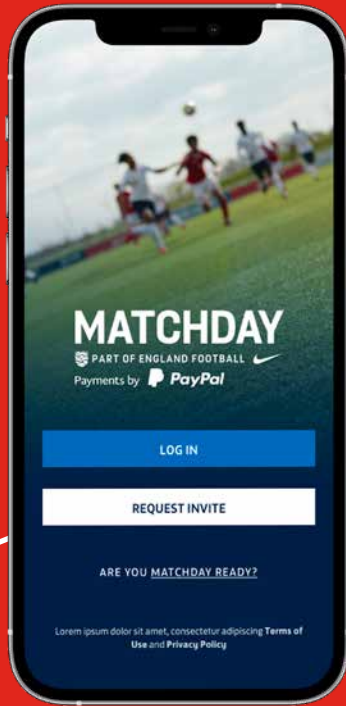 MATCHDAY
PART OF ENGLAND FOOTBALL
Payments by PayPal
LOG IN
REQUEST INVITE
ARE YOU MATCHDAY READY?
Lorem ipsum dolor sit amet, consectetur adipiscing Terms of
Use and Privacy Policy